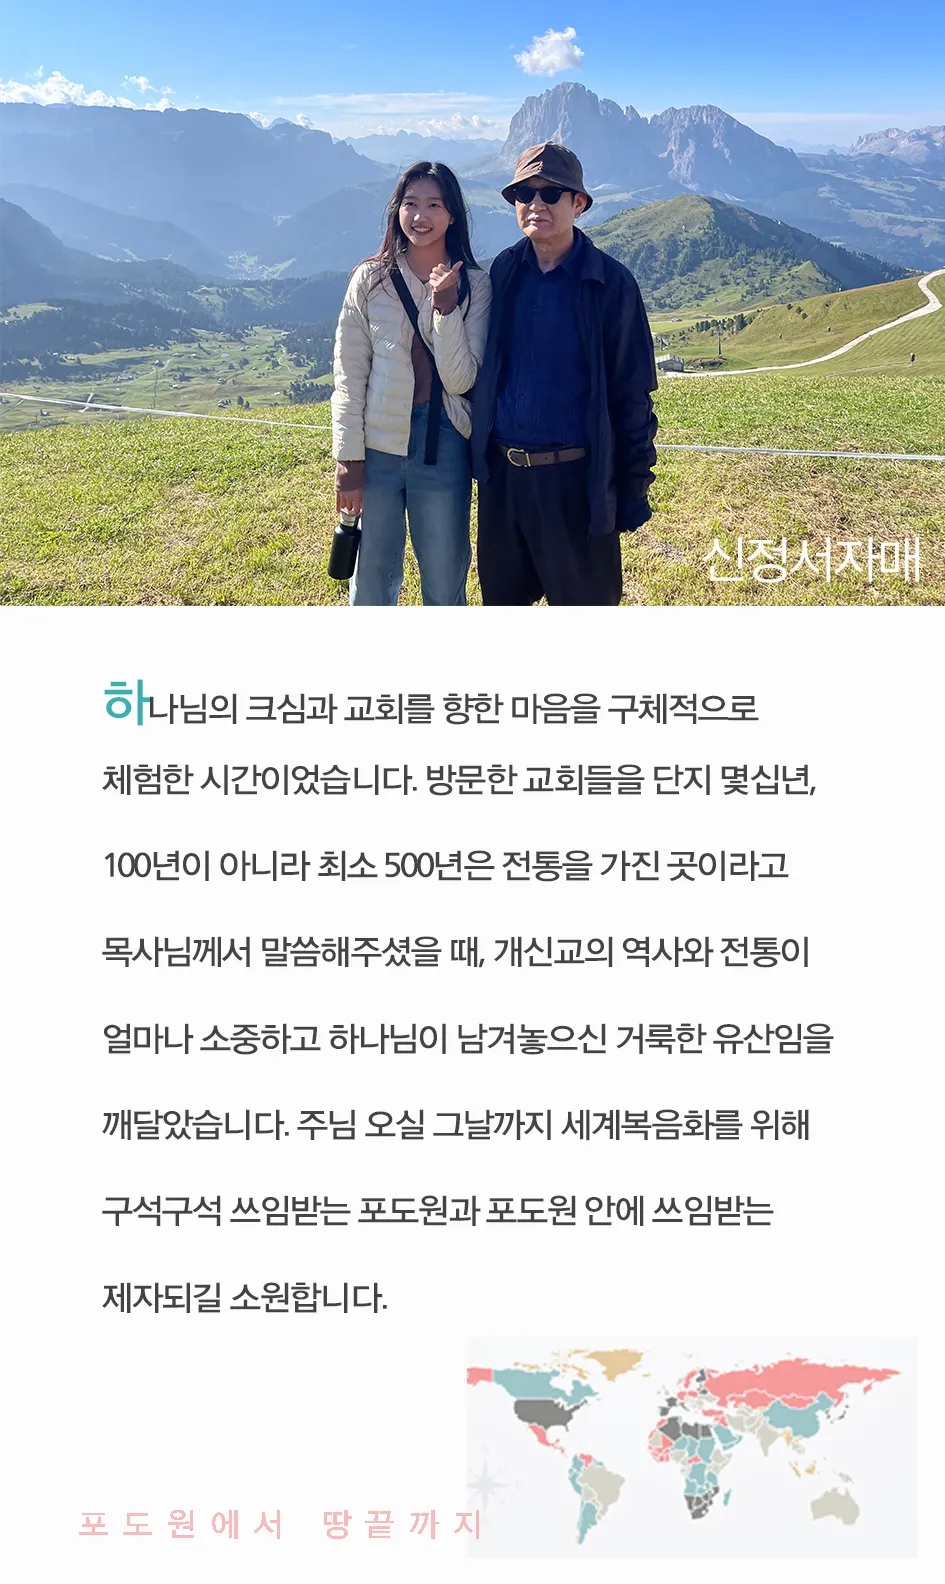 신정서자매
하나님의 크심과 교회를 향한 마음을 구체적으로
체험한 시간이었습니다. 방문한 교회들을 단지 몇십년,
100년이 아니라 최소 500년은 전통을 가진 곳이라고
목사님께서 말씀해주셨을 때, 개신교의 역사와 전통이
얼마나 소중하고 하나님이 남겨놓으신 거룩한 유산임을
깨달았습니다. 주님 오실 그날까지 세계복음화를 위해
구석구석 쓰임받는 포도원과 포도원 안에 쓰임받는
제자되길 소원합니다.
포도원에서 땅끝까지